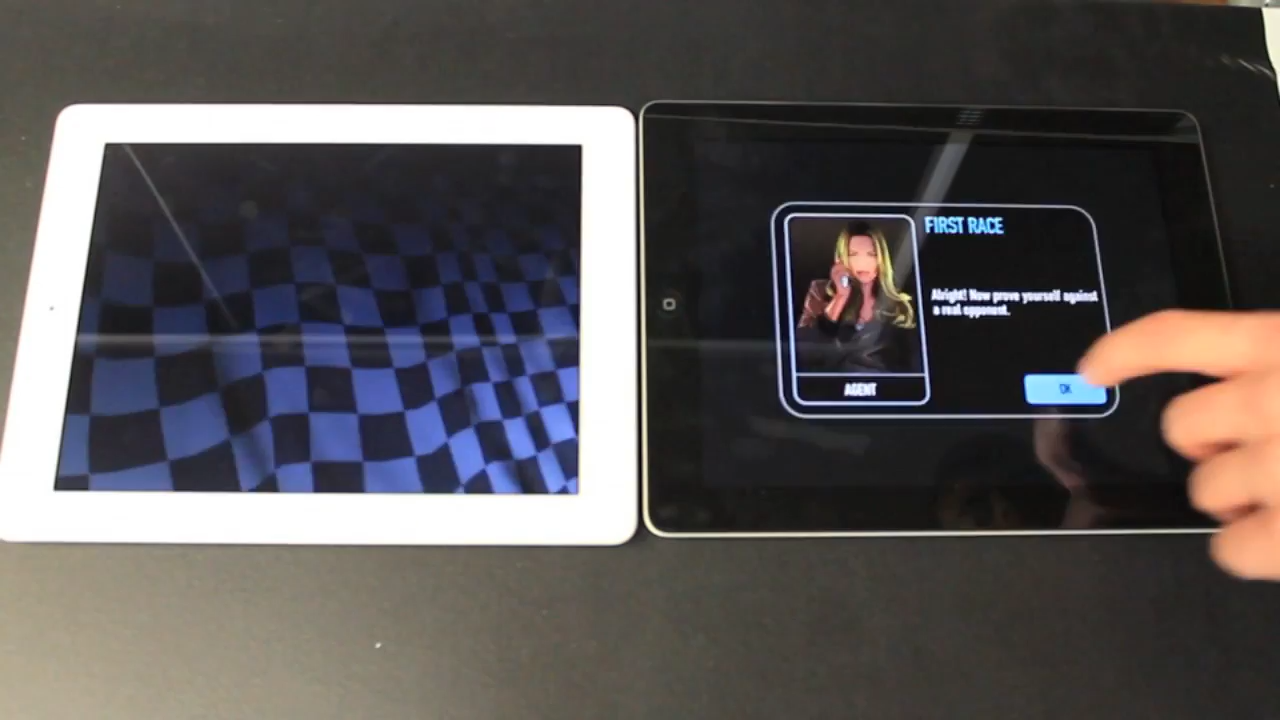 FIRST RACE
Alright! Now prove yourself against
a real opponent.
OK
AGENT